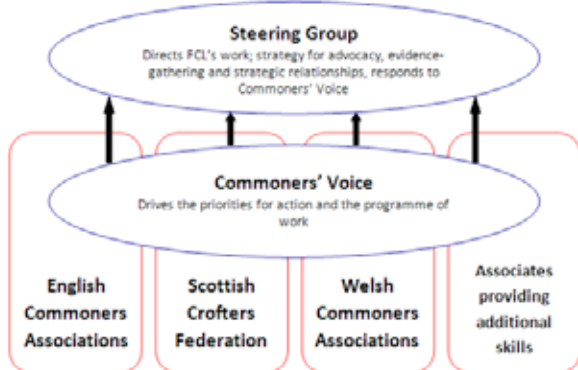 Steering Group
Directs FCL's work; strategy for advocacy, evidence-
gathering and strategic relationships, responds to
Commoners' Voice
Commoners' Voice
Drives the priorities for action and the programme of
work
English
Commoners
Associations
Scottish
Crofters
Federation
Welsh
Commoners
Associations
Associates
providing
additional
skills